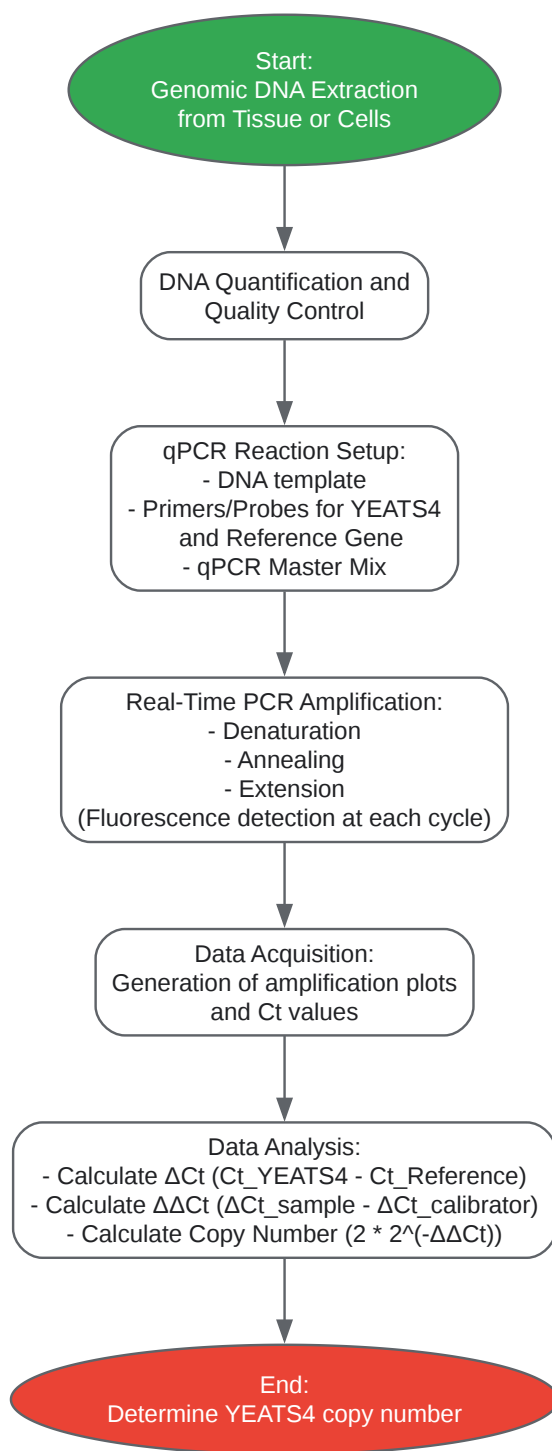 Start:
Genomic DNA Extraction
from Tissue or Cells
DNA Quantification and
Quality Control
qPCR Reaction Setup:
- DNA template
- Primers/Probes for YEATS4
and Reference Gene
- qPCR Master Mix
Real-Time PCR Amplification:
- Denaturation
- Annealing
- Extension
(Fluorescence detection at each cycle)
Data Acquisition:
Generation of amplification plots
and Ct values
Data Analysis:
- Calculate ΔCt (Ct_YEATS4 - Ct_Reference)
- Calculate ΔΔCt (ΔCt_sample - ΔCt_calibrator)
- Calculate Copy Number (2 * 2^(-ΔΔCt))
End:
Determine YEATS4 copy number